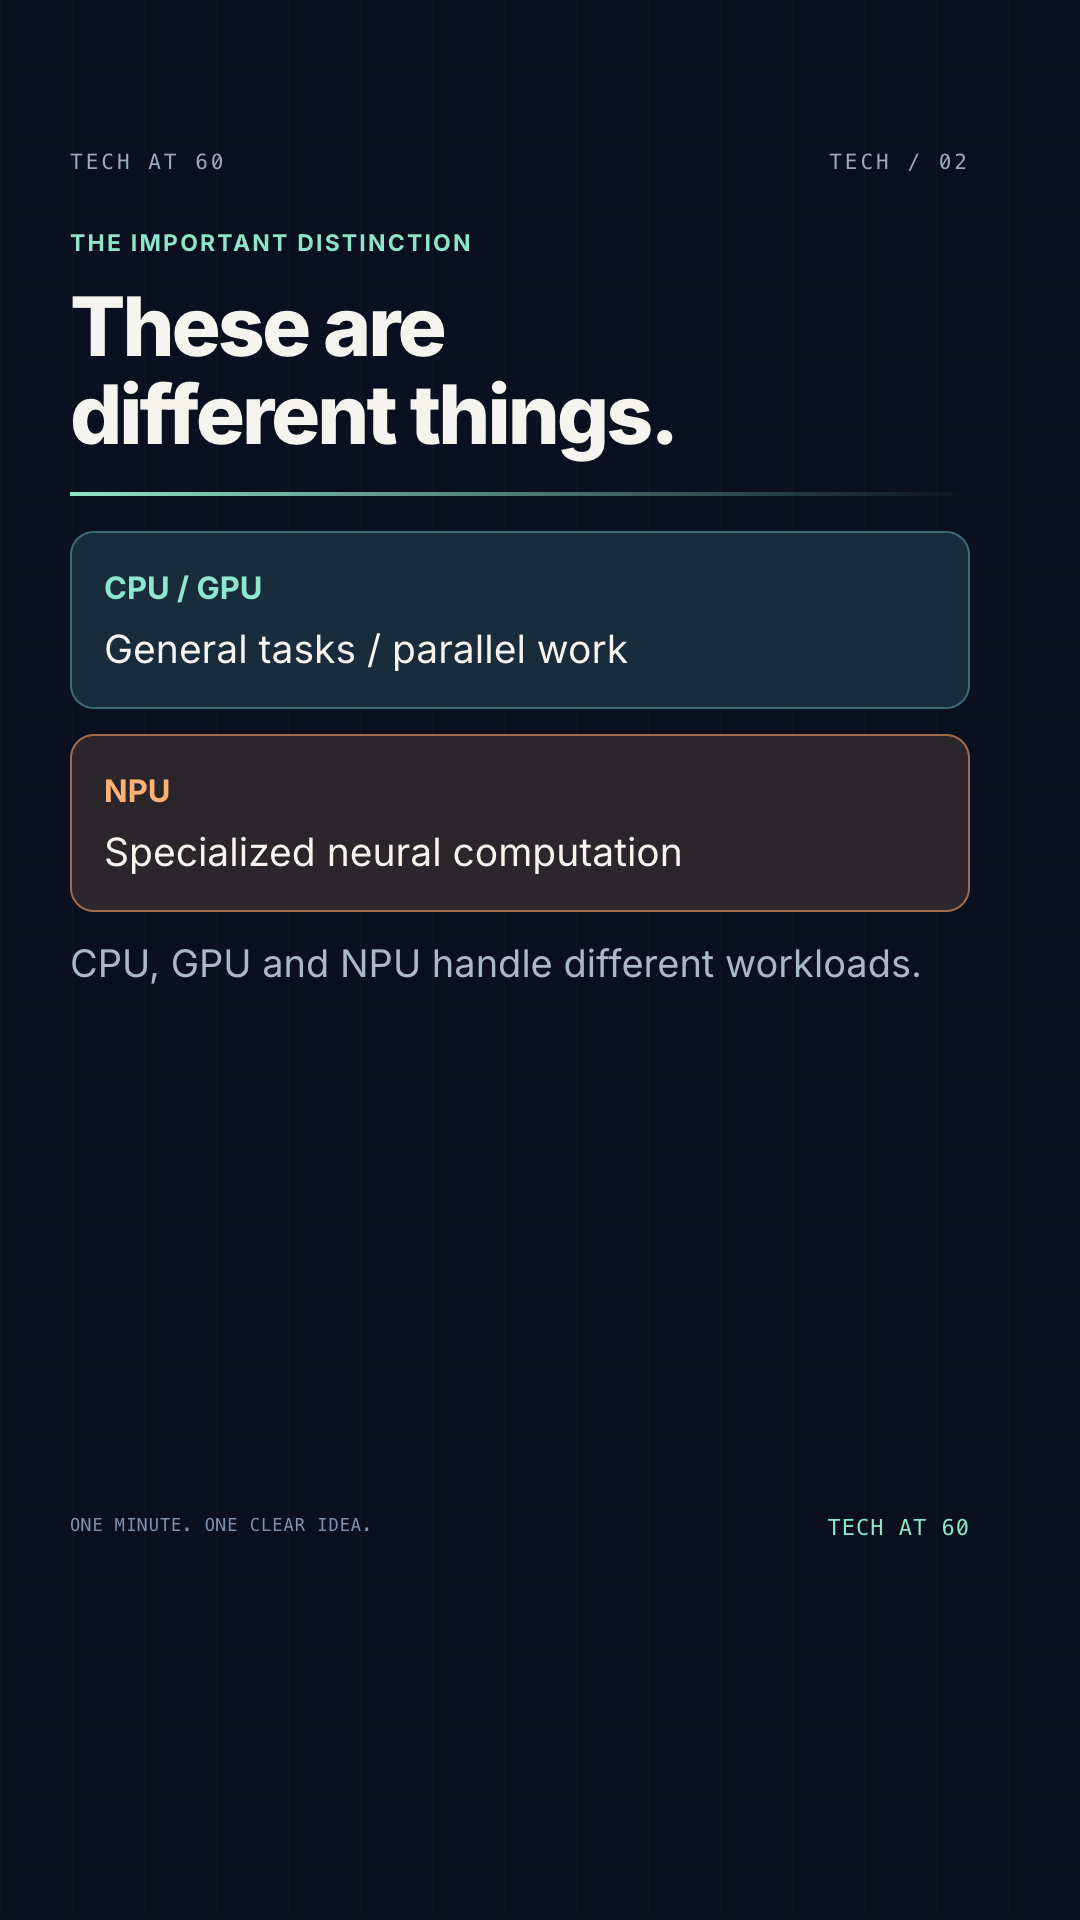 TECH AT 60
TECH / 02
THE IMPORTANT DISTINCTION
These are
different things.
CPU / GPU
General tasks / parallel work
NPU
Specialized neural computation
CPU, GPU and NPU handle different workloads.
ONE MINUTE. ONE CLEAR IDEA.
TECH AT 60